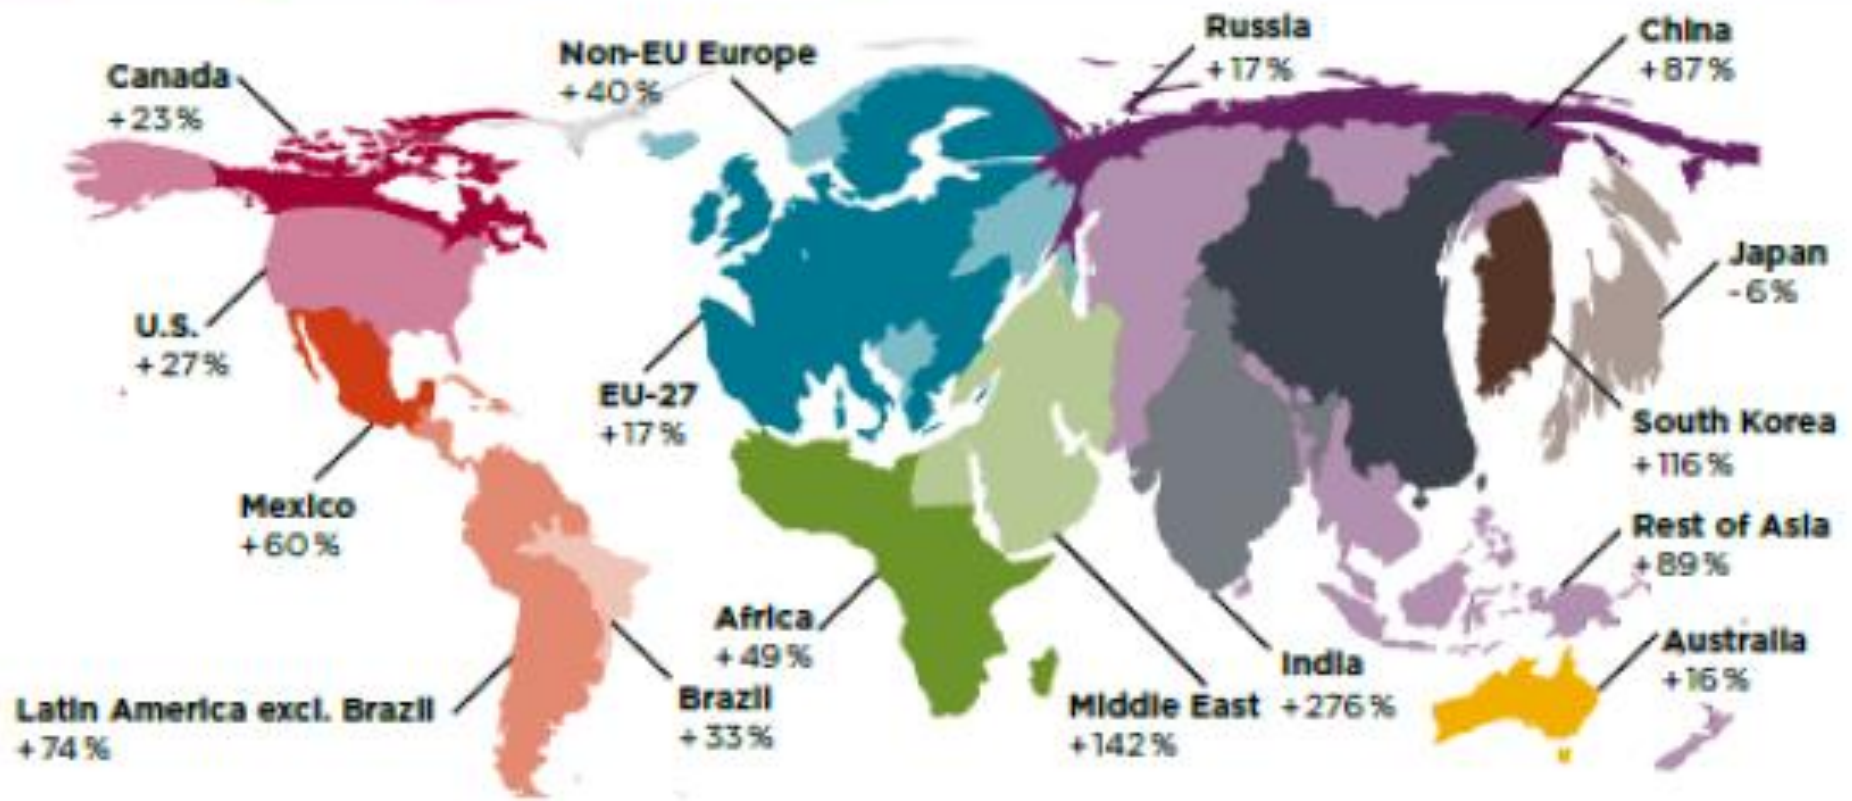 Canada
+23%
Non-EU Europe
+40%
Russia
+17%
China
+87%
Japan
-6%
U.S.
+27%
EU-27
+17%
South Korea
+116%
Mexico
+60%
Rest of Asia
+89%
Africa
+49%
Australia
+16%
India
+276%
Middle East
+142%
Brazil
+33%
Latin America excl. Brazil
+74%